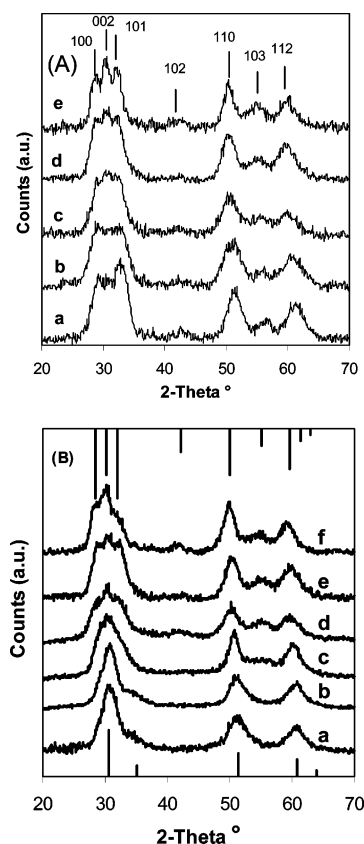 002
100
101
110
112
103
102
(A)
e
d
c
b
a
Counts (a.u.)
20 30 40 50 60 70
2-Theta °
(B)
f
e
d
c
b
a
Counts (a.u.)
20 30 40 50 60 70
2-Theta °